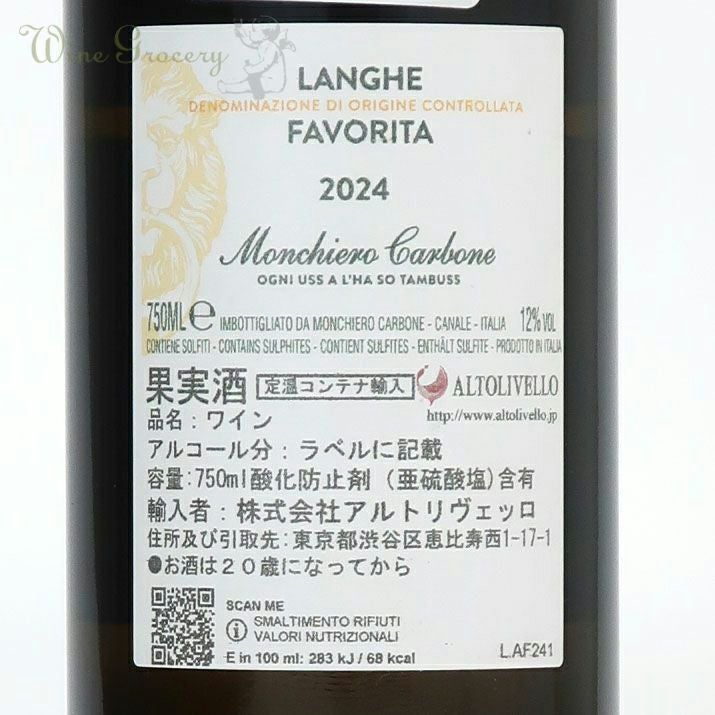 Wine Grocery
LANGHE
DENOMINAZIONE DI ORIGINE CONTROLLATA
FAVORITA
2024
Monchiero Carbone
OGNI USS A L'HA SO TAMBUSS
750ML e IMBOTTIGLIATO DA MONCHIERO CARBONE - CANALE - ITALIA 12% VOL
CONTIENE SOLFITI - CONTAINS SULPHITES - CONTIENT SULFITES - ENTHÄLT SULFITE - PRODOTTO IN ITALIA
果実酒 定温コンテナ輸入 ALTOLIVELLO
品名:ワイン http://www.altolivello.jp
アルコール分:ラベルに記載
容量:750ml酸化防止剤(亜硫酸塩)含有
輸入者:株式会社アルトリヴェッロ
住所及び引取先:東京都渋谷区恵比寿西1-17-1
●お酒は20歳になってから
SCAN ME
SMALTIMENTO RIFIUTI
VALORI NUTRIZIONALI
E in 100 ml: 283 kJ / 68 kcal
L.AF241